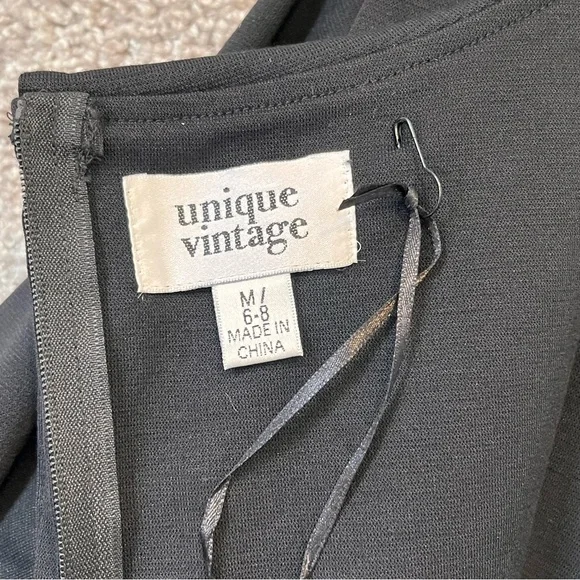 unique
vintage
M/
6-8
MADE IN
CHINA